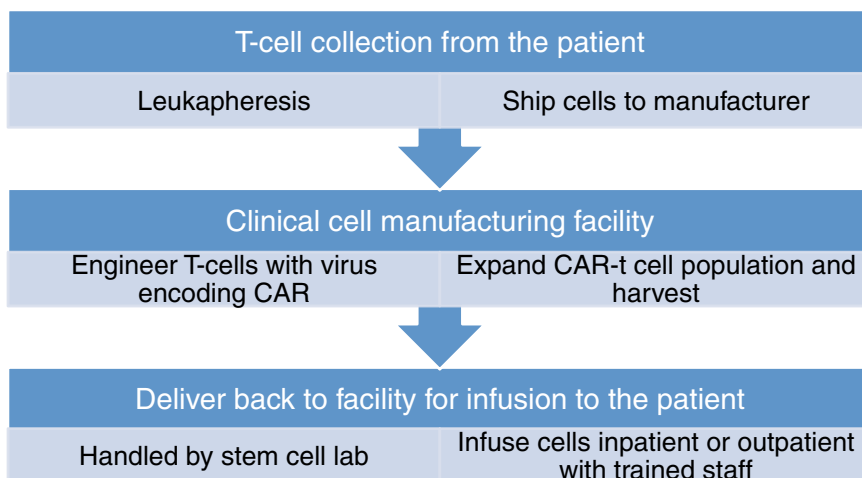 T-cell collection from the patient
Leukapheresis
Ship cells to manufacturer
Clinical cell manufacturing facility
Engineer T-cells with virus
encoding CAR
Expand CAR-t cell population and
harvest
Deliver back to facility for infusion to the patient
Handled by stem cell lab
Infuse cells inpatient or outpatient
with trained staff